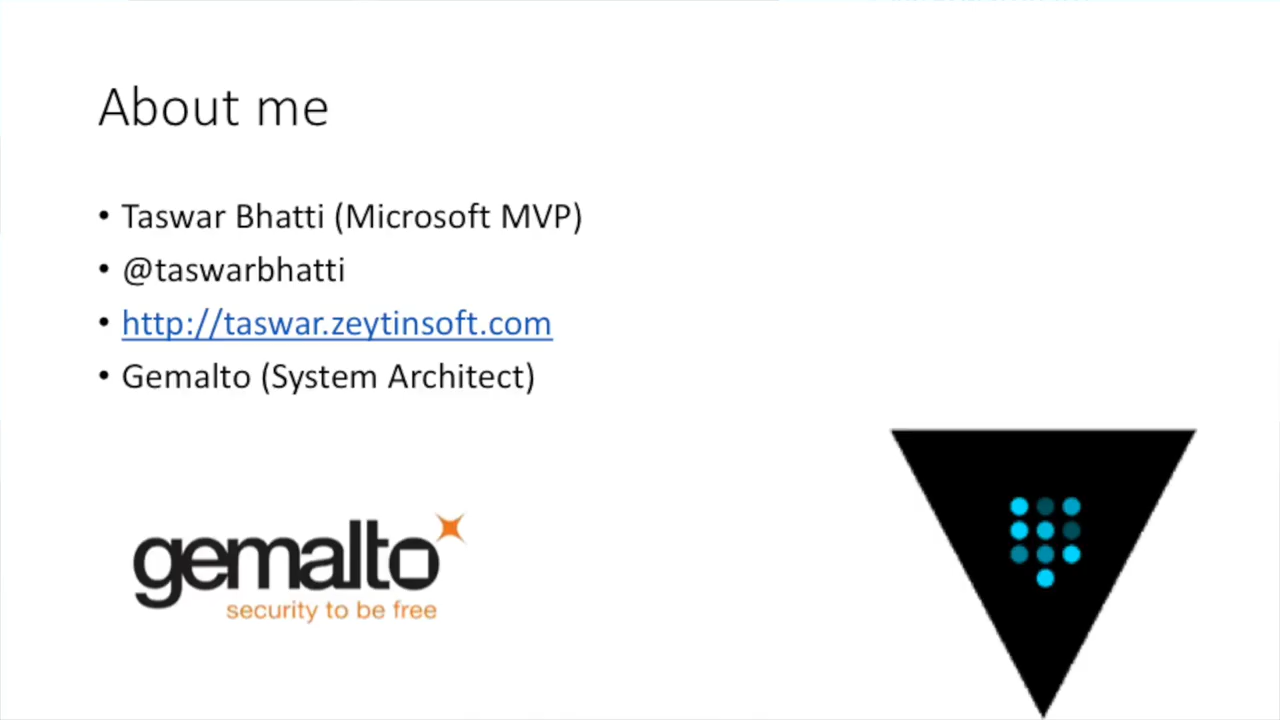 About me
• Taswar Bhatti (Microsoft MVP)
• @taswarbhatti
• http://taswar.zeytinsoft.com
• Gemalto (System Architect)
gemalto
security to be free